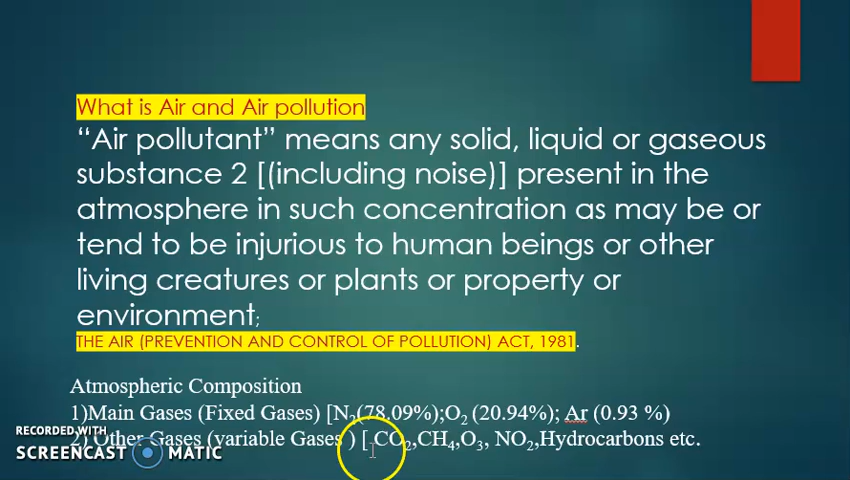 What is Air and Air pollution
“Air pollutant” means any solid, liquid or gaseous
substance 2 [(including noise)] present in the
atmosphere in such concentration as may be or
tend to be injurious to human beings or other
living creatures or plants or property or
environment;
THE AIR (PREVENTION AND CONTROL OF POLLUTION) ACT, 1981.
Atmospheric Composition
1)Main Gases (Fixed Gases) [N2(78.09%);O2 (20.94%); Ar (0.93 %)
RECORDED WITH
2) Other Gases (variable Gases ) [ CO2,CH4,O3, NO2,Hydrocarbons etc.
SCREENCAST MATIC